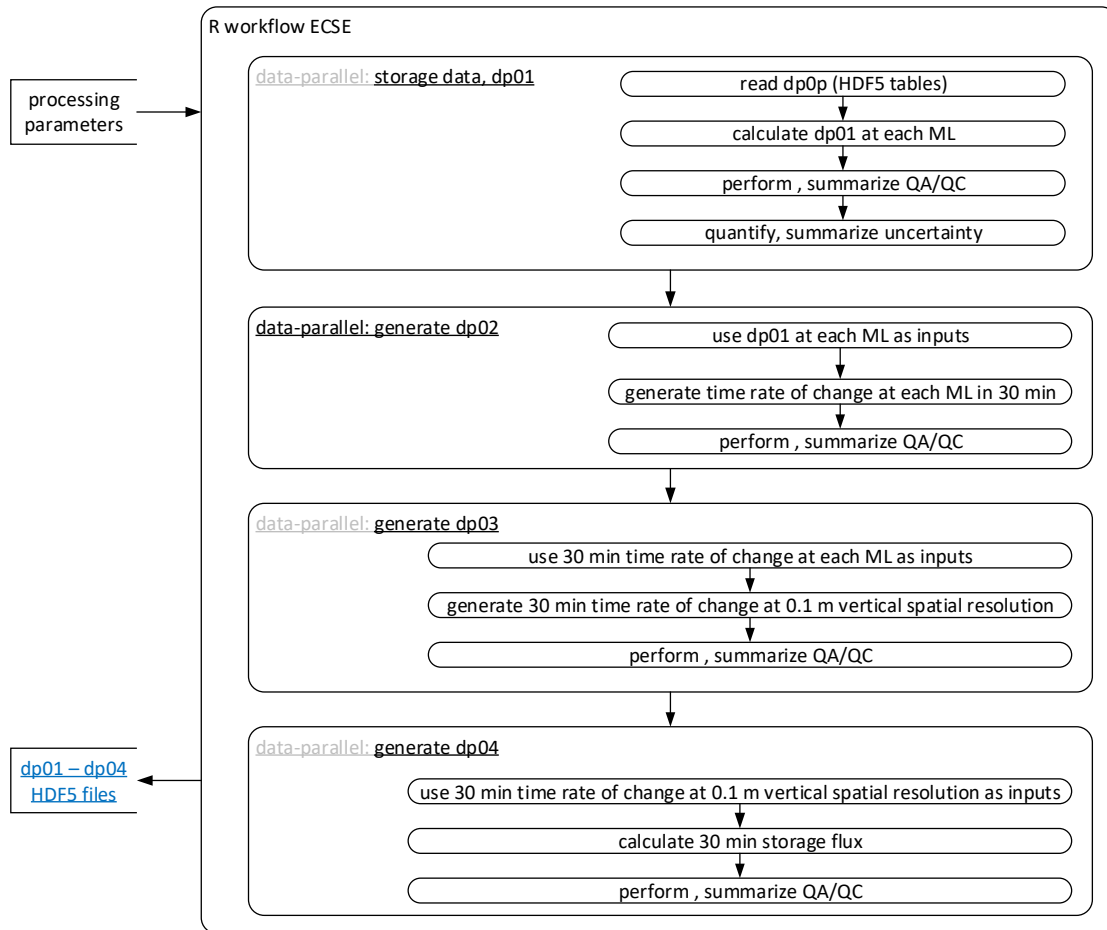 R workflow ECSE
processing
parameters
data-parallel: storage data, dp01
read dp0p (HDF5 tables)
calculate dp01 at each ML
perform , summarize QA/QC
quantify, summarize uncertainty
data-parallel: generate dp02
use dp01 at each ML as inputs
generate time rate of change at each ML in 30 min
perform , summarize QA/QC
data-parallel: generate dp03
use 30 min time rate of change at each ML as inputs
generate 30 min time rate of change at 0.1 m vertical spatial resolution
perform , summarize QA/QC
data-parallel: generate dp04
use 30 min time rate of change at 0.1 m vertical spatial resolution as inputs
calculate 30 min storage flux
perform , summarize QA/QC
dp01 – dp04
HDF5 files